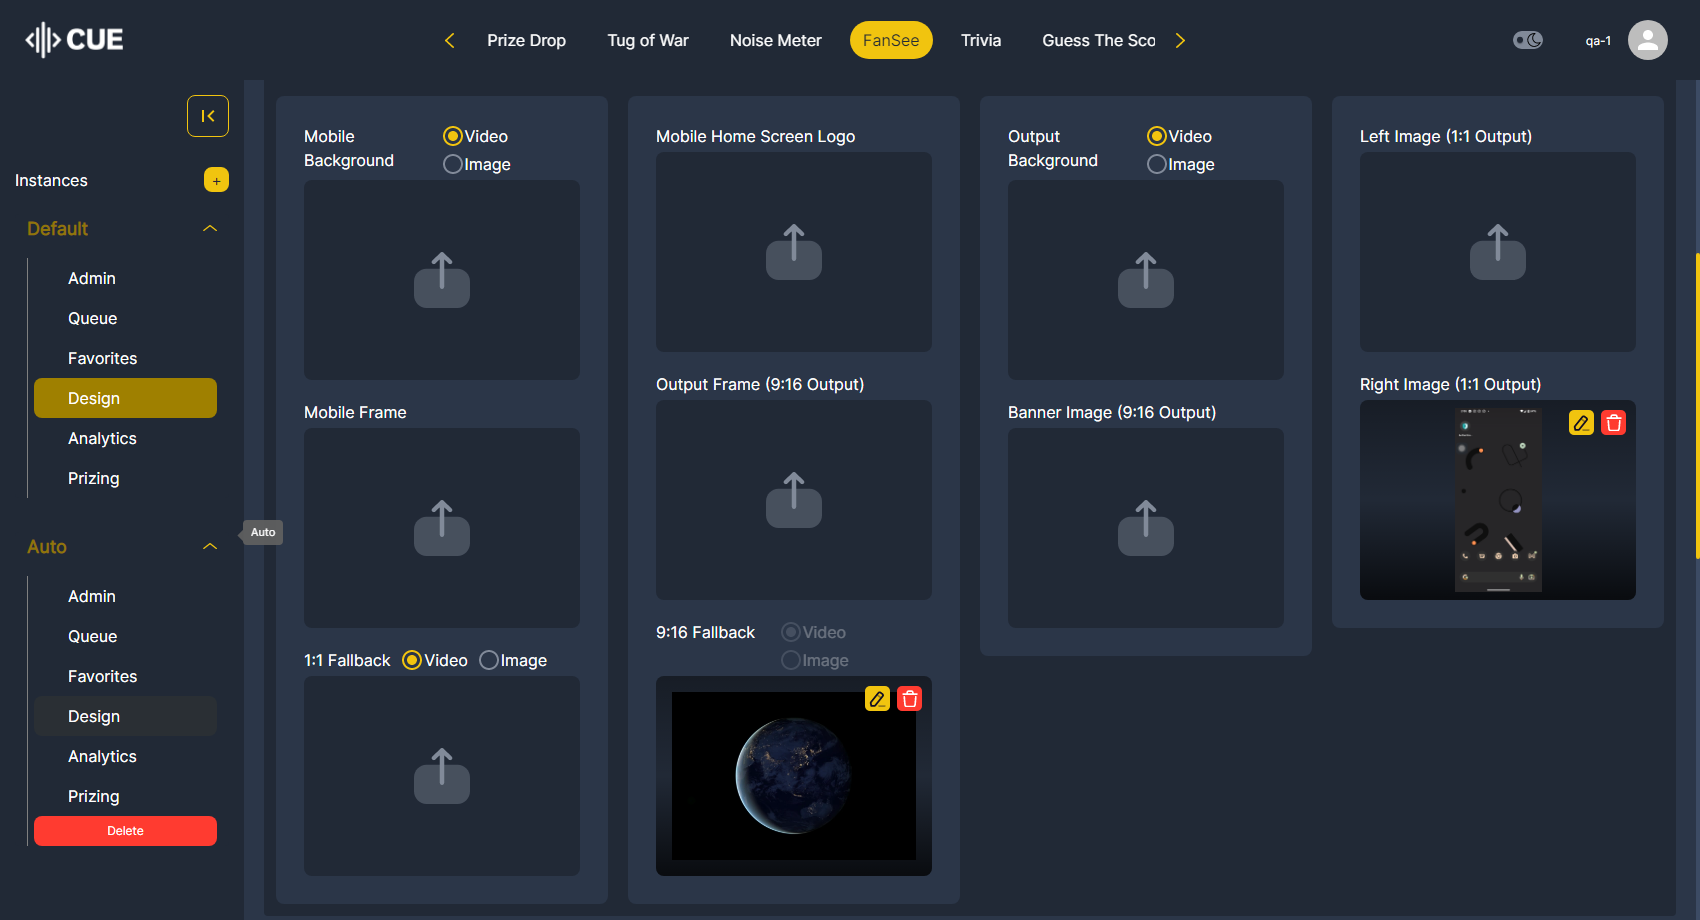 CUE
Prize Drop
Tug of War
Noise Meter
FanSee
Trivia
Guess The Sco
qa-1
Instances
+
Default
Admin
Queue
Favorites
Design
Analytics
Prizing
Auto
Auto
Admin
Queue
Favorites
Design
Analytics
Prizing
Delete
Mobile
Background
Video
Image
Mobile Frame
1:1 Fallback
Video
Image
Mobile Home Screen Logo
Output Frame (9:16 Output)
9:16 Fallback
Video
Image
Output
Background
Video
Image
Banner Image (9:16 Output)
Left Image (1:1 Output)
Right Image (1:1 Output)